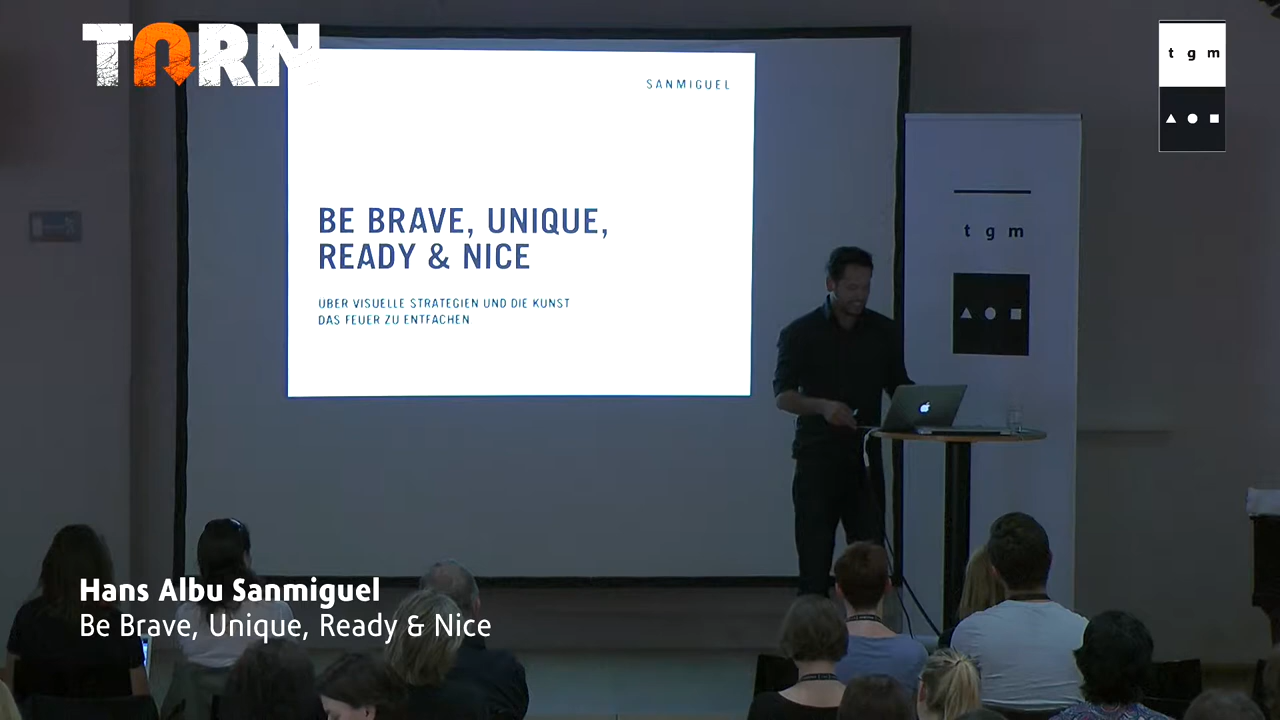 TURN
t g m
SANMIGUEL
BE BRAVE, UNIQUE,
READY & NICE
ÜBER VISUELLE STRATEGIEN UND DIE KUNST
DAS FEUER ZU ENTFACHEN
t g m
Hans Albu Sanmiguel
Be Brave, Unique, Ready & Nice